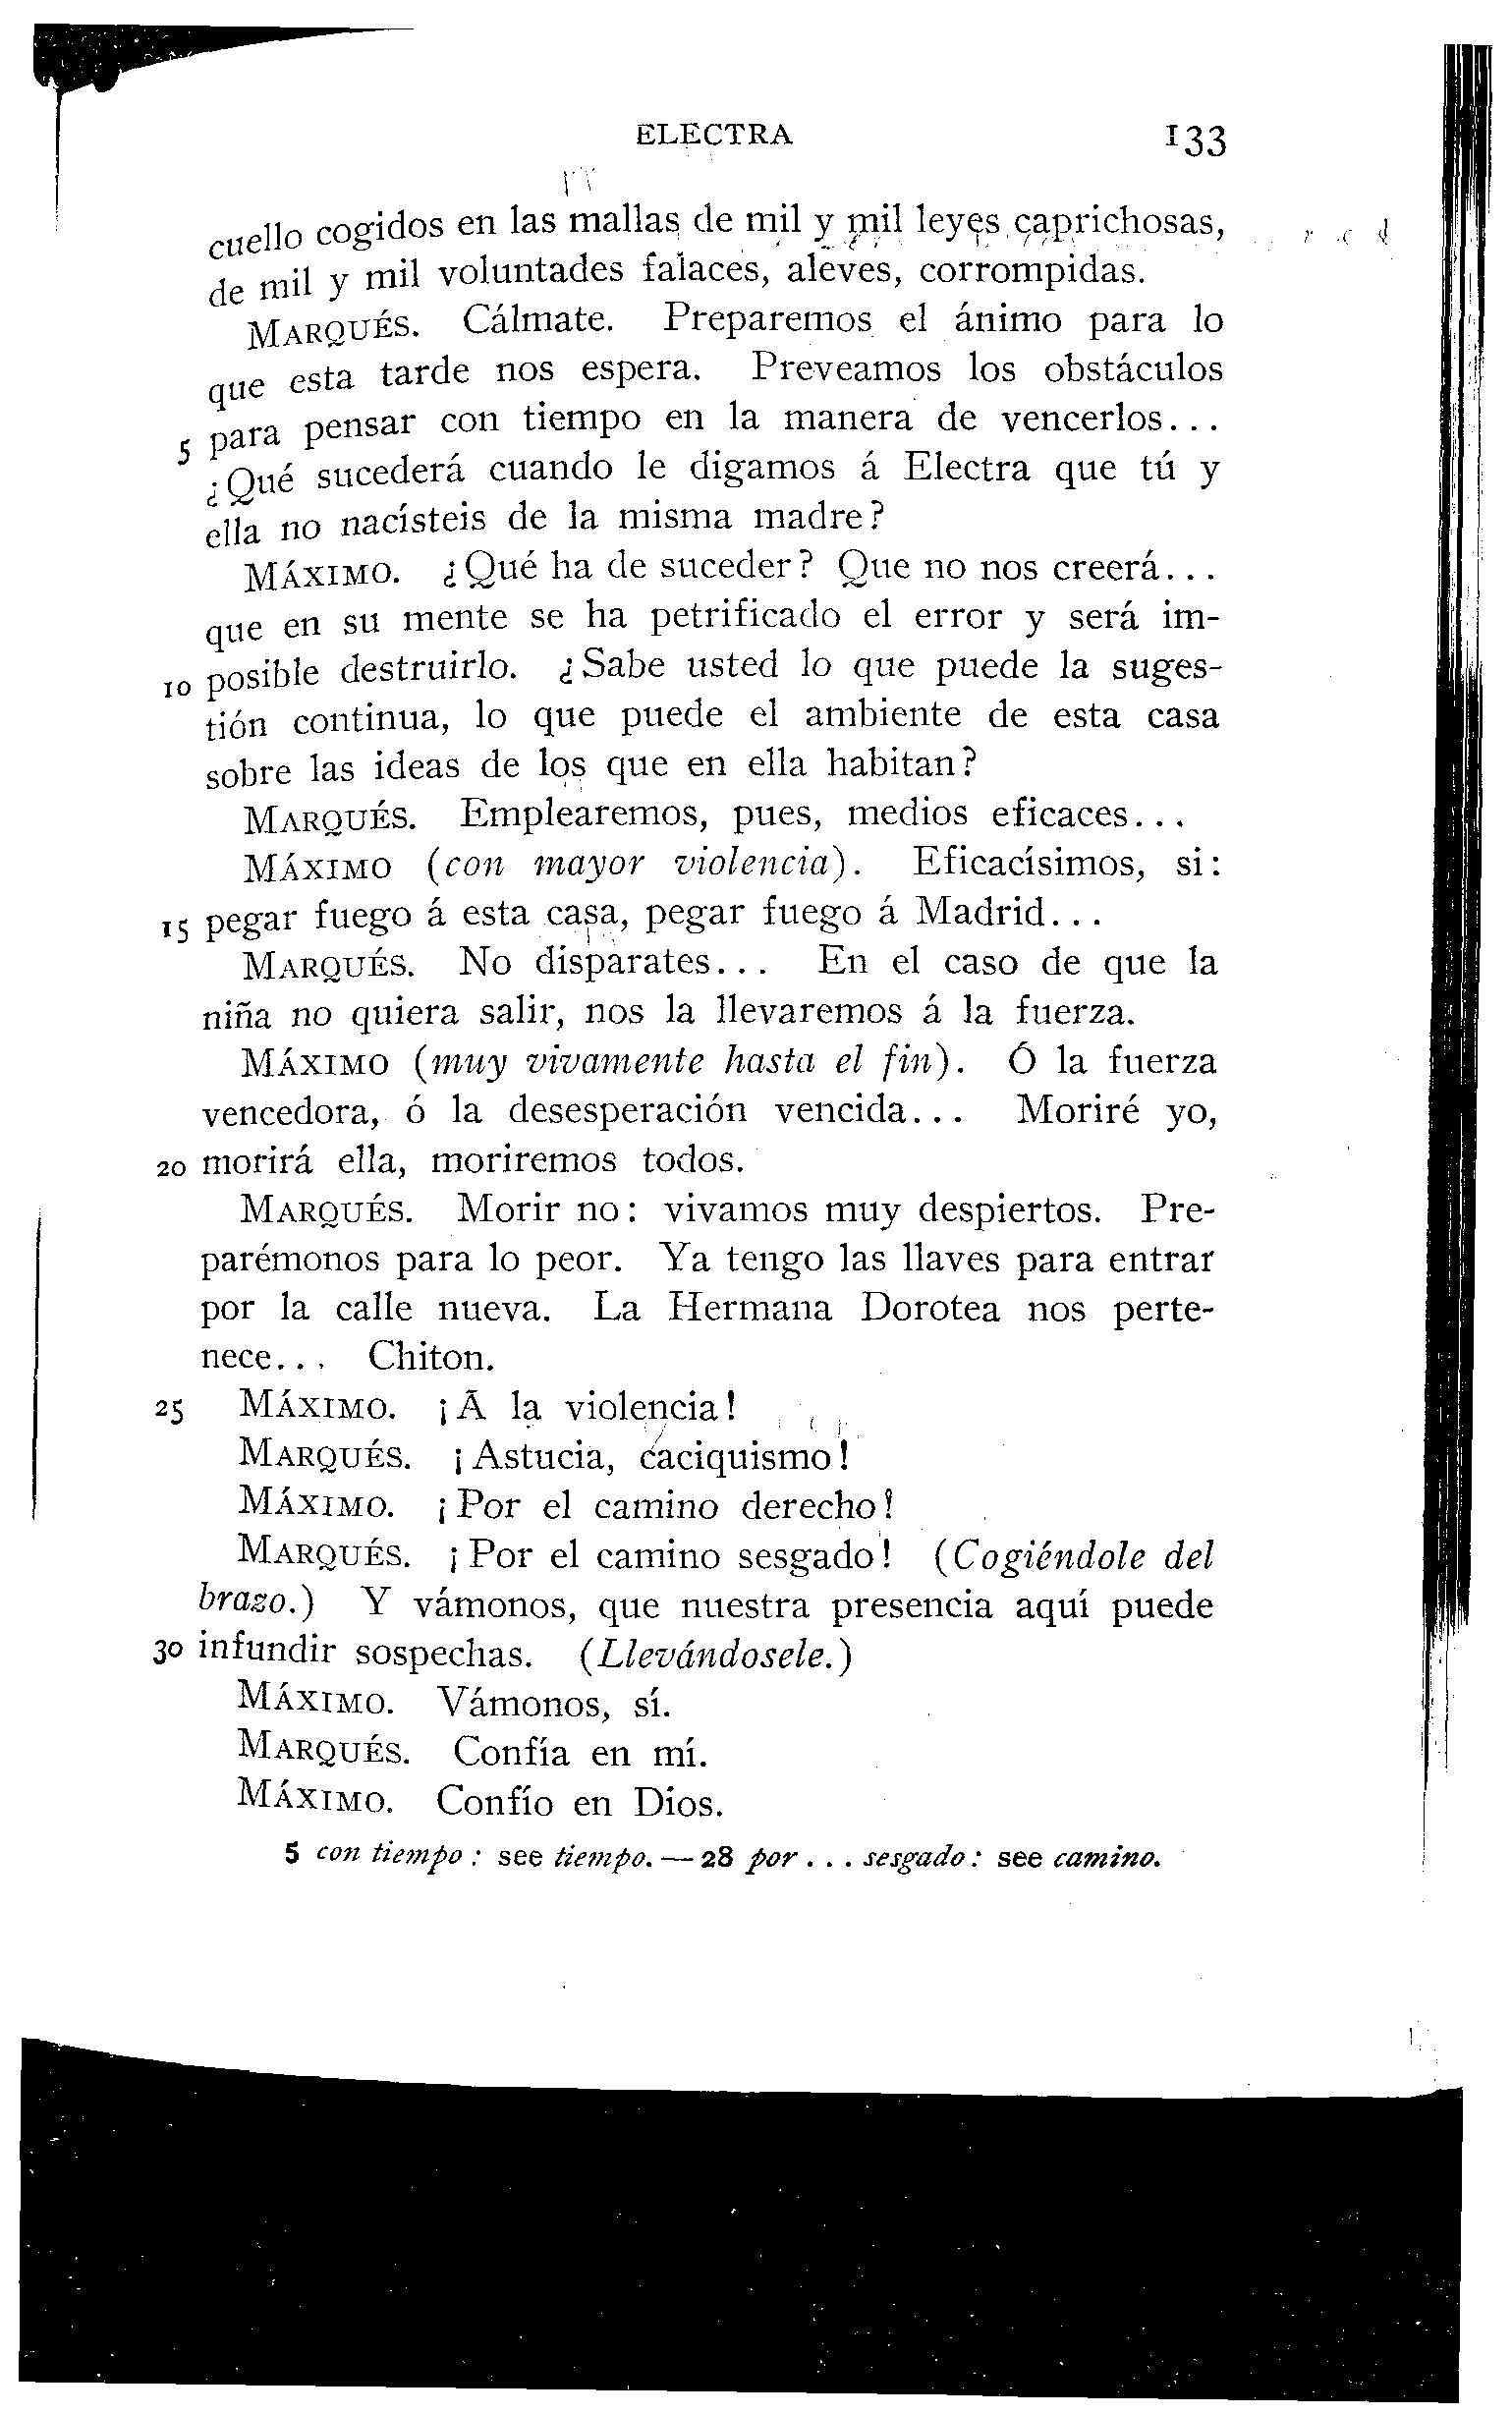 ELECTRA 133
cuello cogidos en las mallas de mil y mil leyes caprichosas,
de mil y mil voluntades falaces, aleves, corrompidas.
MARQUÉS. Cálmate. Preparemos el ánimo para lo
que esta tarde nos espera. Preveamos los obstáculos
5 para pensar con tiempo en la manera de vencerlos...
¿Qué sucederá cuando le digamos á Electra que tú y
ella no nacísteis de la misma madre?
MÁXIMO. ¿Qué ha de suceder? Que no nos creerá...
que en su mente se ha petrificado el error y será im-
10 posible destruirlo. ¿Sabe usted lo que puede la suges-
tión continua, lo que puede el ambiente de esta casa
sobre las ideas de los que en ella habitan?
MARQUÉS. Emplearemos, pues, medios eficaces...
MÁXIMO (con mayor violencia). Eficacísimos, si:
15 pegar fuego á esta casa, pegar fuego á Madrid...
MARQUÉS. No disparates... En el caso de que la
niña no quiera salir, nos la llevaremos á la fuerza.
MÁXIMO (muy vivamente hasta el fin). Ó la fuerza
vencedora, ó la desesperación vencida... Moriré yo,
20 morirá ella, moriremos todos.
MARQUÉS. Morir no: vivamos muy despiertos. Pre-
parémonos para lo peor. Ya tengo las llaves para entrar
por la calle nueva. La Hermana Dorotea nos perte-
nece... Chiton.
25 MÁXIMO. ¡Á la violencia!
MARQUÉS. ¡Astucia, caciquismo!
MÁXIMO. ¡Por el camino derecho!
MARQUÉS. ¡Por el camino sesgado! (Cogiéndole del
brazo.) Y vámonos, que nuestra presencia aquí puede
30 infundir sospechas. (Llevándosele.)
MÁXIMO. Vámonos, sí.
MARQUÉS. Confía en mí.
MÁXIMO. Confío en Dios.
5 con tiempo: see tiempo. — 28 por... sesgado: see camino.